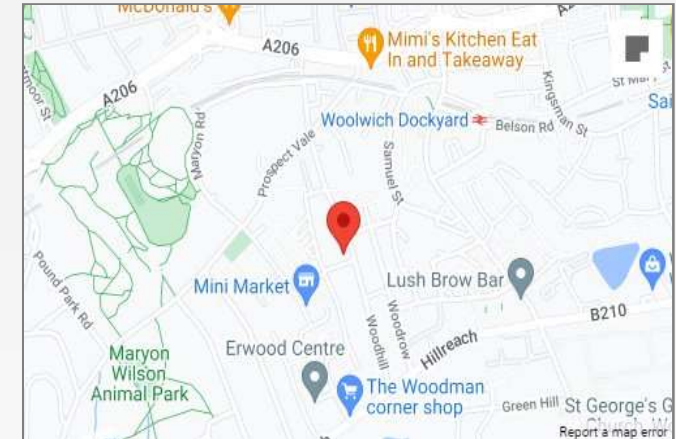 McDonald's
A206
Mimi's Kitchen Eat
In and Takeaway
A206
Maryon Rd
Prospect Vale
Woolwich Dockyard
Belson Rd
Kingsman St
St Mary
Sai
Samuel St
Pound Park Rd
Mini Market
Lush Brow Bar
Woodrow
Woodhill
Hillreach
B210
Maryon
Wilson
Animal Park
Erwood Centre
The Woodman
corner shop
Green Hill
St George's G
Report a map error